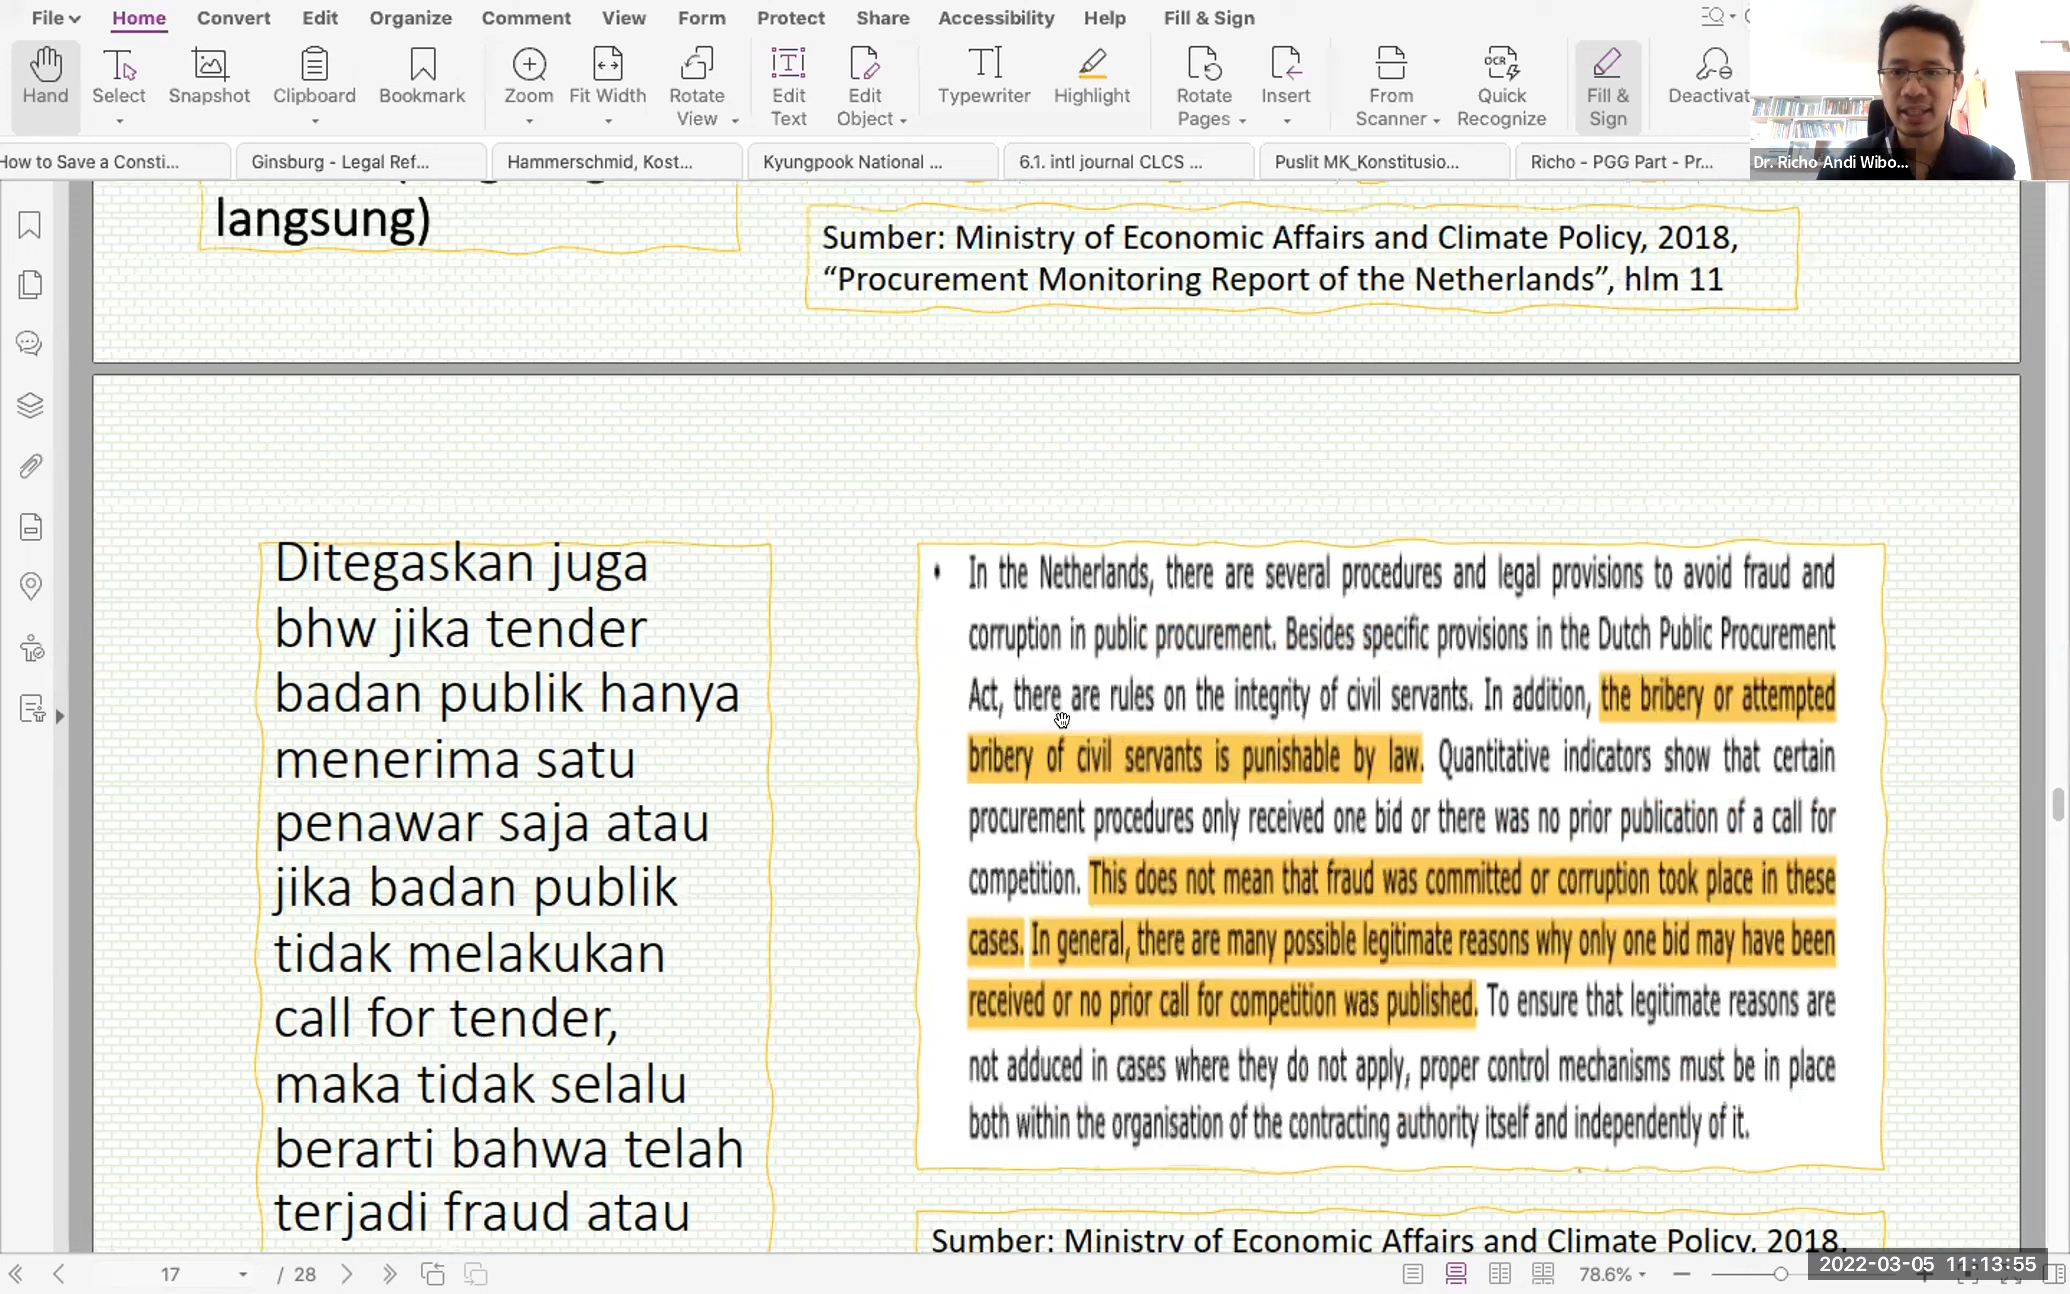 File Home Convert Edit Organize Comment View Form Protect Share Accessibility Help Fill & Sign
Hand Select Snapshot Clipboard Bookmark Zoom Fit Width Rotate View Edit Text Edit Object Typewriter Highlight Rotate Pages Insert From Scanner Quick Recognize Fill & Sign Deactivat
How to Save a Consti... Ginsburg - Legal Ref... Hammerschmid, Kost... Kyungpook National ... 6.1. intl journal CLCS ... Puslit MK_Konstitusio... Richo - PGG Part - Pr...
Dr. Richo Andi Wibo...
langsung)
Sumber: Ministry of Economic Affairs and Climate Policy, 2018,
“Procurement Monitoring Report of the Netherlands”, hlm 11
Ditegaskan juga
bhw jika tender
badan publik hanya
menerima satu
penawar saja atau
jika badan publik
tidak melakukan
call for tender,
maka tidak selalu
berarti bahwa telah
terjadi fraud atau
• In the Netherlands, there are several procedures and legal provisions to avoid fraud and
corruption in public procurement. Besides specific provisions in the Dutch Public Procurement
Act, there are rules on the integrity of civil servants. In addition, the bribery or attempted
bribery of civil servants is punishable by law. Quantitative indicators show that certain
procurement procedures only received one bid or there was no prior publication of a call for
competition. This does not mean that fraud was committed or corruption took place in these
cases. In general, there are many possible legitimate reasons why only one bid may have been
received or no prior call for competition was published. To ensure that legitimate reasons are
not adduced in cases where they do not apply, proper control mechanisms must be in place
both within the organisation of the contracting authority itself and independently of it.
Sumber: Ministry of Economic Affairs and Climate Policy, 2018,
17 / 28 78.6%
2022-03-05 11:13:55